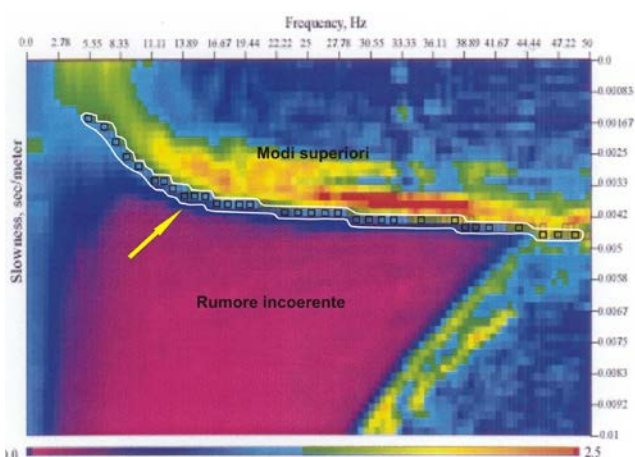 Frequency, Hz
0.0 2.78 5.55 8.33 11.11 13.89 16.67 19.44 22.22 25 27.78 30.55 33.33 36.11 38.89 41.67 44.44 47.22 50
Slowness, sec/meter
0.0
0.00083
0.00167
0.0025
0.0033
0.0042
0.005
0.0058
0.0067
0.0075
0.0083
0.0092
0.01
Modi superiori
Rumore incoerente
0.0 2.5